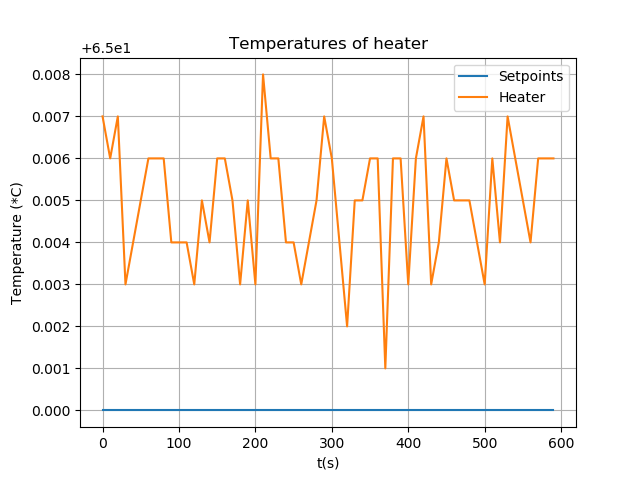 Temperatures of heater
+6.5e1
Setpoints
Heater
0.008
0.007
0.006
0.005
0.004
0.003
0.002
0.001
0.000
Temperature (*C)
0 100 200 300 400 500 600
t(s)